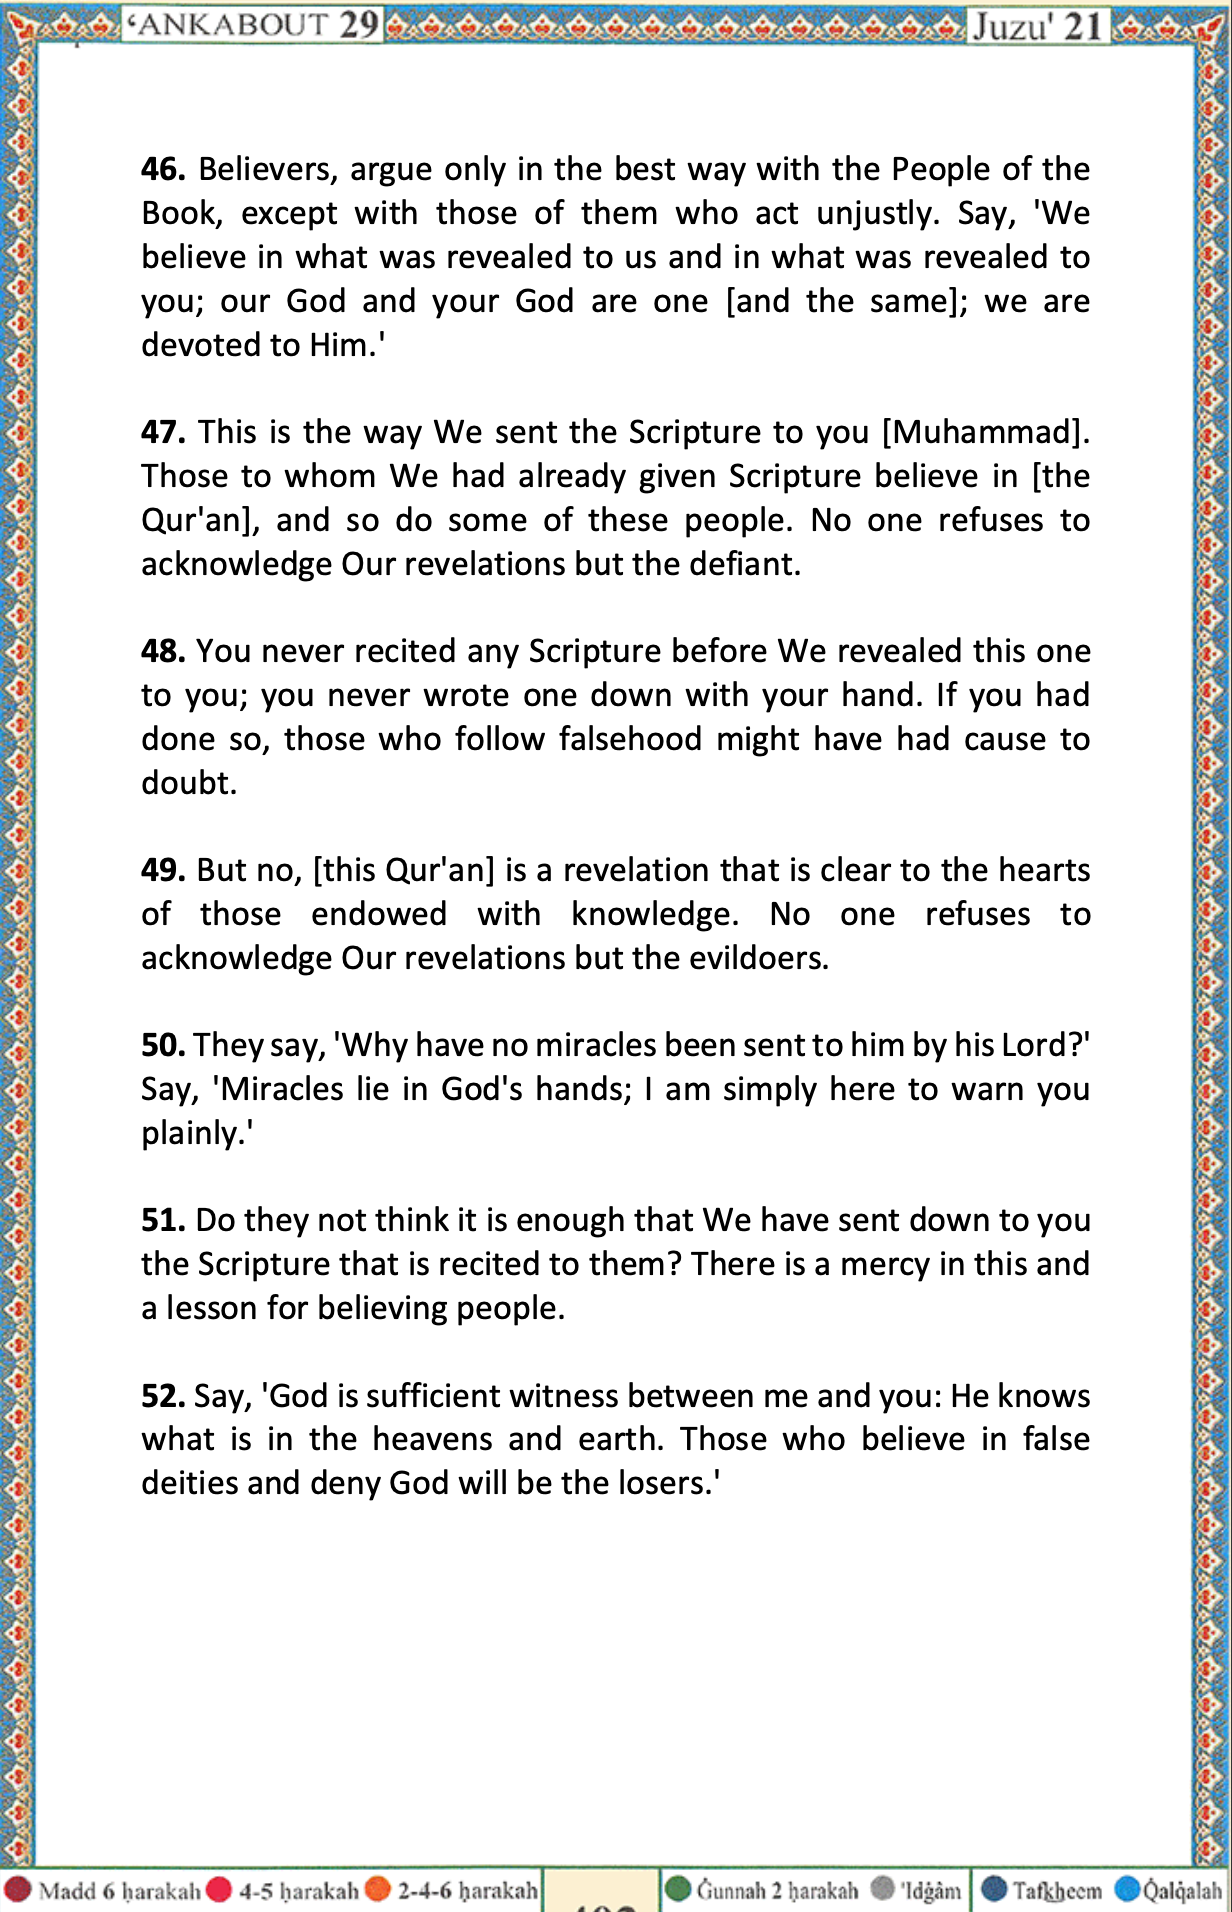 ‘ANKABOUT 29
Juzu' 21
46. Believers, argue only in the best way with the People of the
Book, except with those of them who act unjustly. Say, 'We
believe in what was revealed to us and in what was revealed to
you; our God and your God are one [and the same]; we are
devoted to Him.'
47. This is the way We sent the Scripture to you [Muhammad].
Those to whom We had already given Scripture believe in [the
Qur'an], and so do some of these people. No one refuses to
acknowledge Our revelations but the defiant.
48. You never recited any Scripture before We revealed this one
to you; you never wrote one down with your hand. If you had
done so, those who follow falsehood might have had cause to
doubt.
49. But no, [this Qur'an] is a revelation that is clear to the hearts
of those endowed with knowledge. No one refuses to
acknowledge Our revelations but the evildoers.
50. They say, 'Why have no miracles been sent to him by his Lord?'
Say, 'Miracles lie in God's hands; I am simply here to warn you
plainly.'
51. Do they not think it is enough that We have sent down to you
the Scripture that is recited to them? There is a mercy in this and
a lesson for believing people.
52. Say, 'God is sufficient witness between me and you: He knows
what is in the heavens and earth. Those who believe in false
deities and deny God will be the losers.'
Madd 6 ḥarakah 4-5 ḥarakah 2-4-6 ḥarakah Ġunnah 2 ḥarakah 'Idġâm Tafkheem Q̇alq̇alah